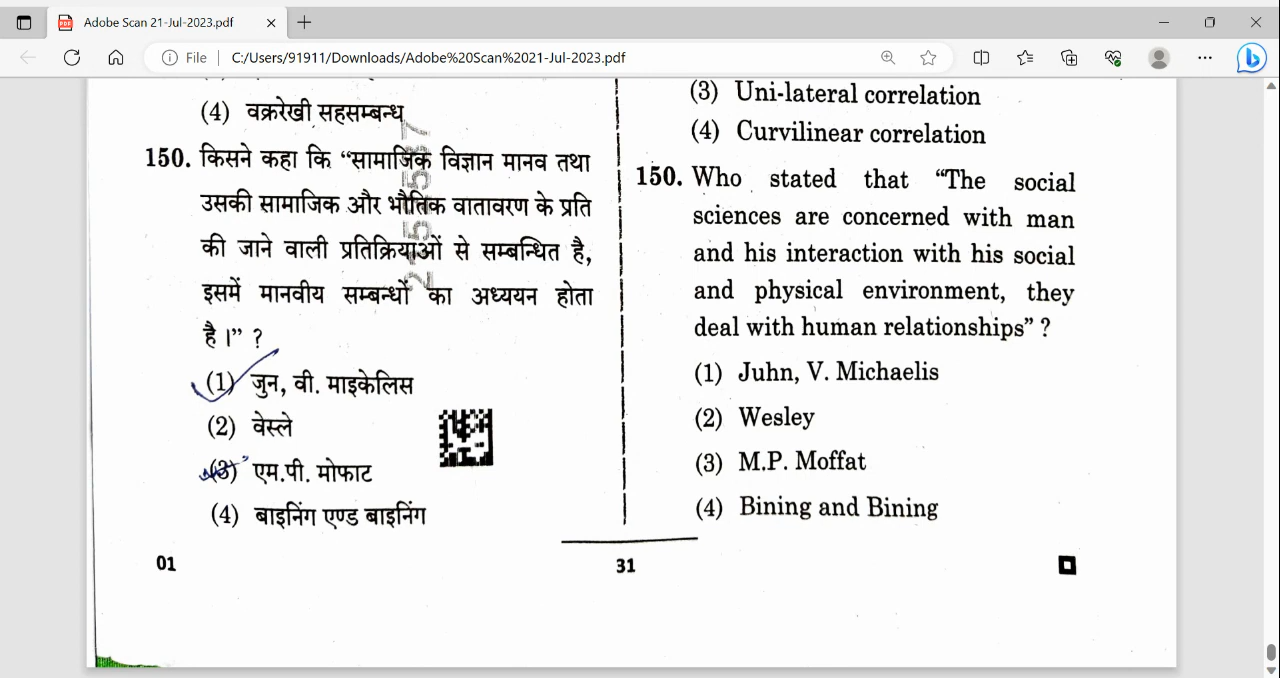 Adobe Scan 21-Jul-2023.pdf
File
C:/Users/91911/Downloads/Adobe%20Scan%2021-Jul-2023.pdf
(4) वक्ररेखी सहसम्बन्ध
150. किसने कहा कि “सामाजिक विज्ञान मानव तथा
उसकी सामाजिक और भौतिक वातावरण के प्रति
की जाने वाली प्रतिक्रियाओं से सम्बन्धित है,
इसमें मानवीय सम्बन्धों का अध्ययन होता
है।” ?
(1) जुन, वी. माइकेलिस
(2) वेस्ले
(3) एम.पी. मोफाट
(4) बाइनिंग एण्ड बाइनिंग
(3) Uni-lateral correlation
(4) Curvilinear correlation
150. Who stated that “The social
sciences are concerned with man
and his interaction with his social
and physical environment, they
deal with human relationships” ?
(1) Juhn, V. Michaelis
(2) Wesley
(3) M.P. Moffat
(4) Bining and Bining
01
31